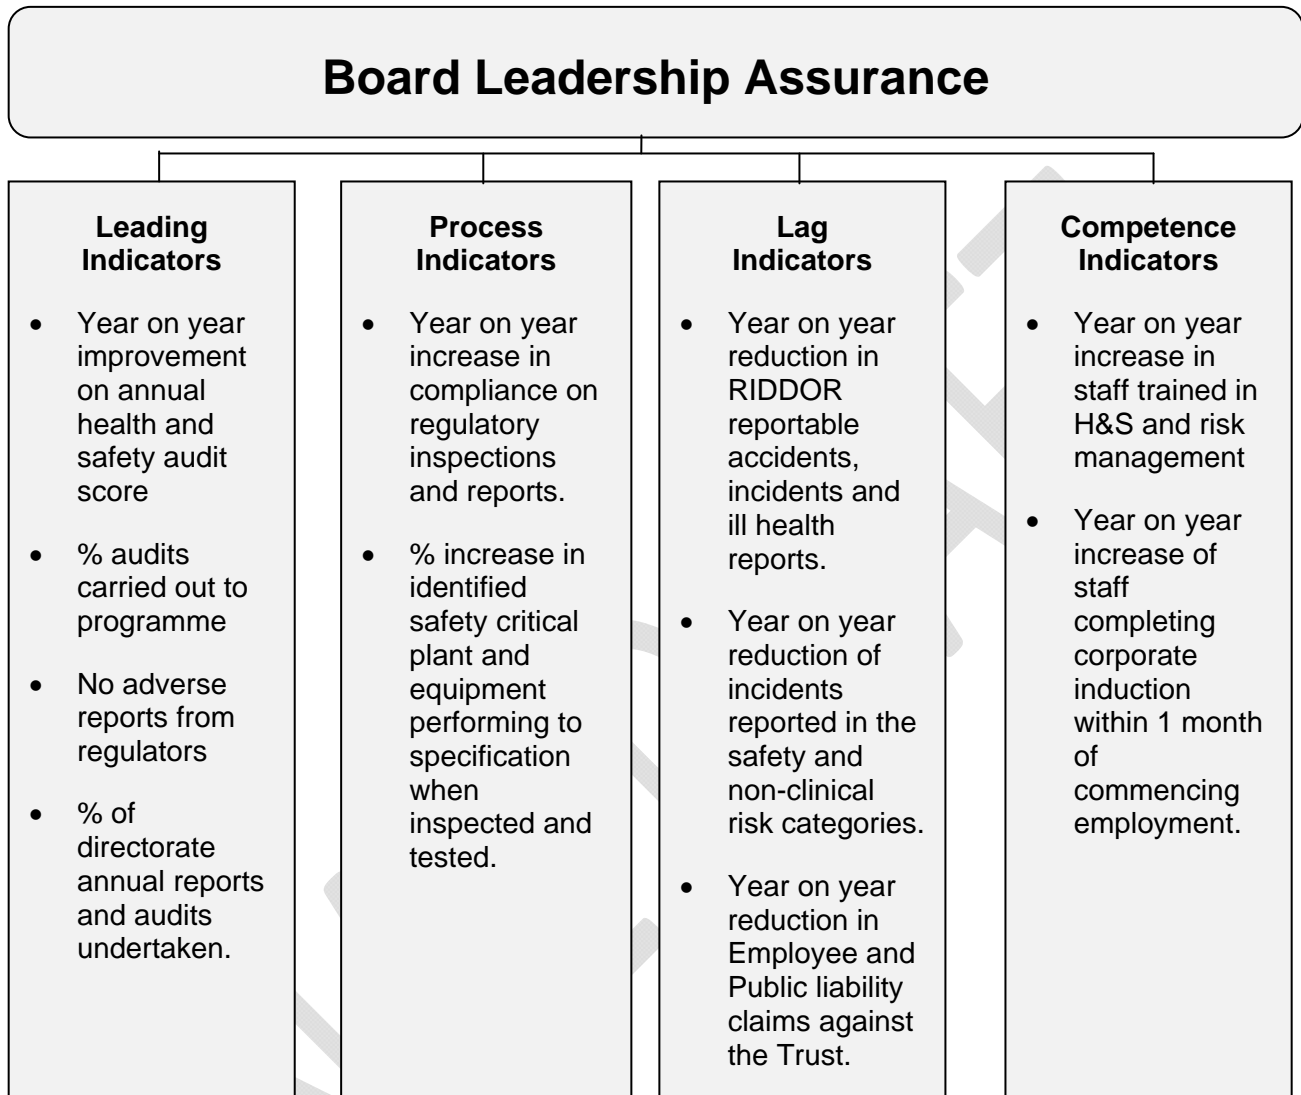 Board Leadership Assurance
Leading
Indicators
• Year on year
improvement
on annual
health and
safety audit
score
• % audits
carried out to
programme
• No adverse
reports from
regulators
• % of
directorate
annual reports
and audits
undertaken.
Process
Indicators
• Year on year
increase in
compliance on
regulatory
inspections
and reports.
• % increase in
identified
safety critical
plant and
equipment
performing to
specification
when
inspected and
tested.
Lag
Indicators
• Year on year
reduction in
RIDDOR
reportable
accidents,
incidents and
ill health
reports.
• Year on year
reduction of
incidents
reported in the
safety and
non-clinical
risk categories.
• Year on year
reduction in
Employee and
Public liability
claims against
the Trust.
Competence
Indicators
• Year on year
increase in
staff trained in
H&S and risk
management
• Year on year
increase of
staff
completing
corporate
induction
within 1 month
of
commencing
employment.